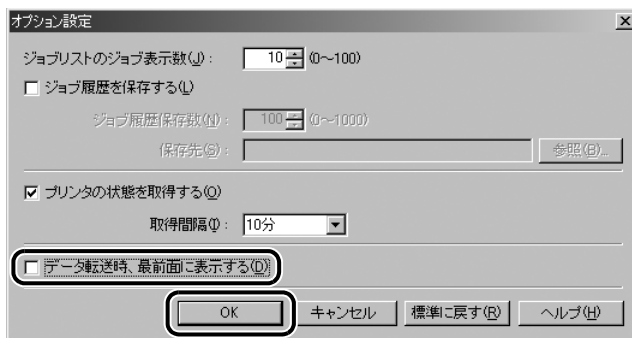 オプション設定
ジョブリストのジョブ表示数(J): 10 (0～100)
ジョブ履歴を保存する(L)
ジョブ履歴保存数(N): 100 (0～1000)
保存先(S): 参照(B)...
プリンタの状態を取得する(O)
取得間隔(I): 10分
データ転送時、最前面に表示する(D)
OK キャンセル 標準に戻す(R) ヘルプ(H)